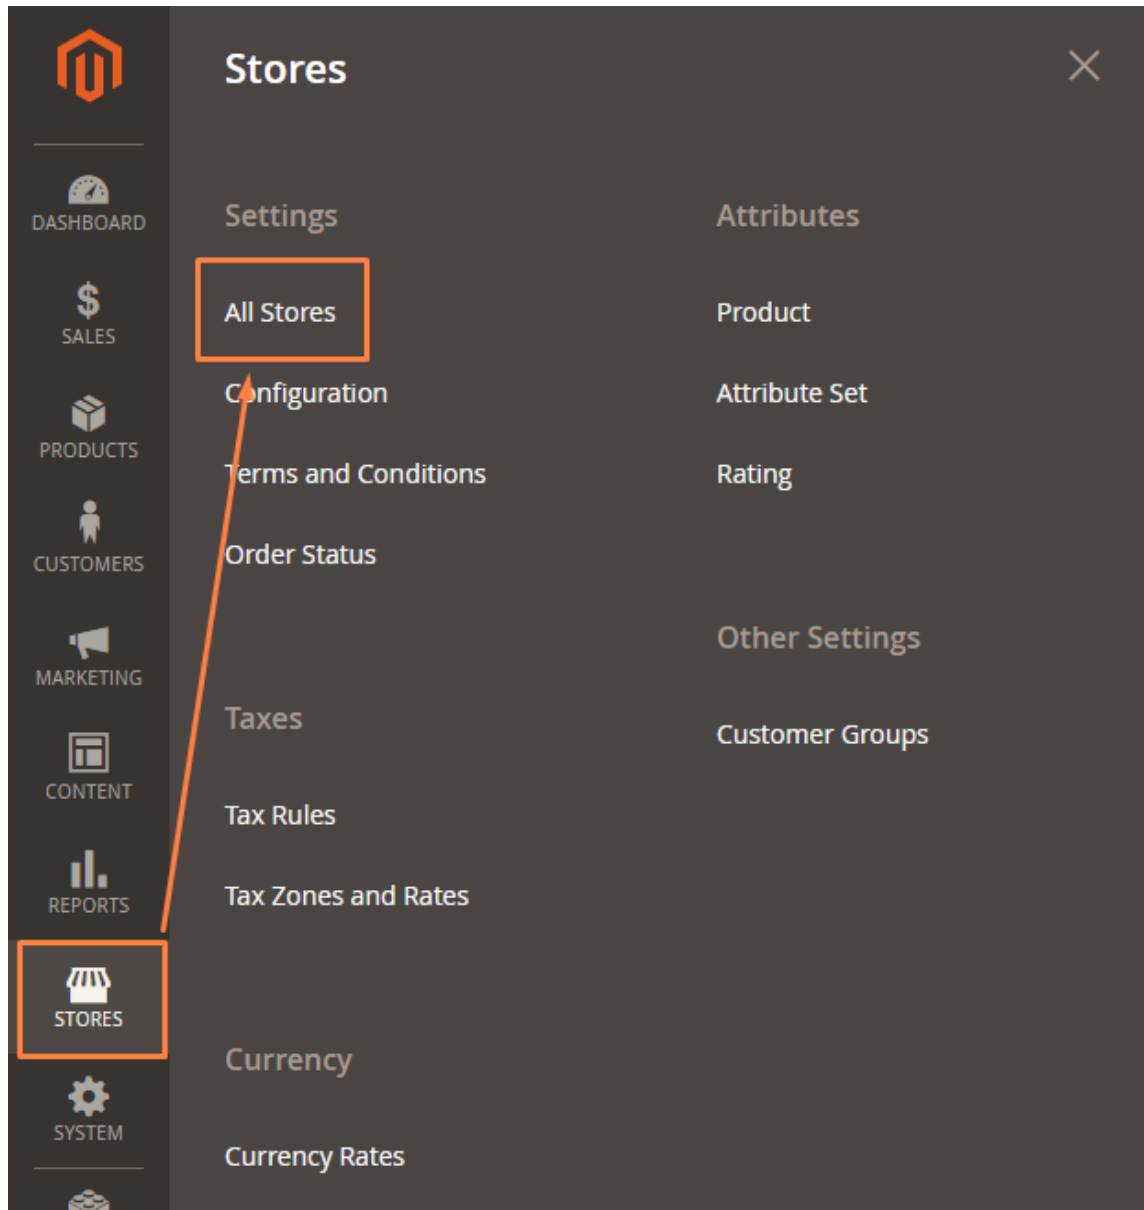 Stores
DASHBOARD
SALES
PRODUCTS
CUSTOMERS
MARKETING
CONTENT
REPORTS
STORES
SYSTEM
Settings
All Stores
Configuration
Terms and Conditions
Order Status
Taxes
Tax Rules
Tax Zones and Rates
Currency
Currency Rates
Attributes
Product
Attribute Set
Rating
Other Settings
Customer Groups